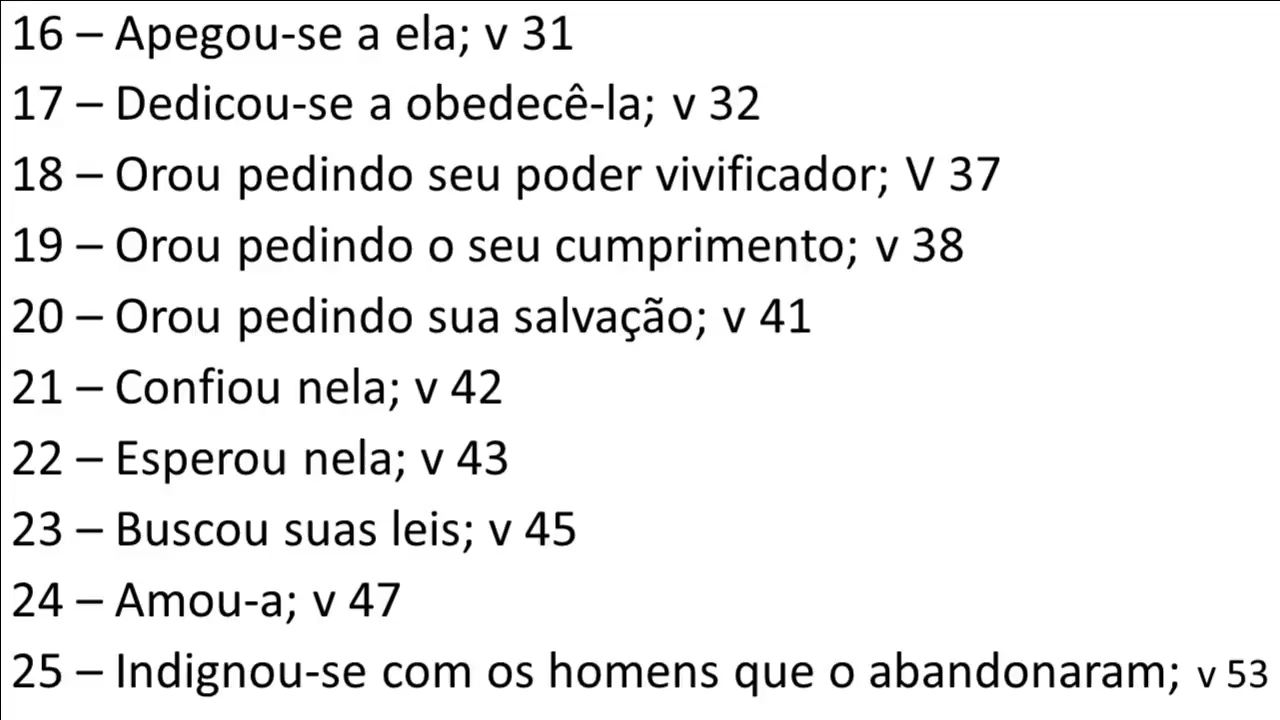 16 – Apegou-se a ela; v 31
17 – Dedicou-se a obedecê-la; v 32
18 – Orou pedindo seu poder vivificador; V 37
19 – Orou pedindo o seu cumprimento; v 38
20 – Orou pedindo sua salvação; v 41
21 – Confiou nela; v 42
22 – Esperou nela; v 43
23 – Buscou suas leis; v 45
24 – Amou-a; v 47
25 – Indignou-se com os homens que o abandonaram; v 53